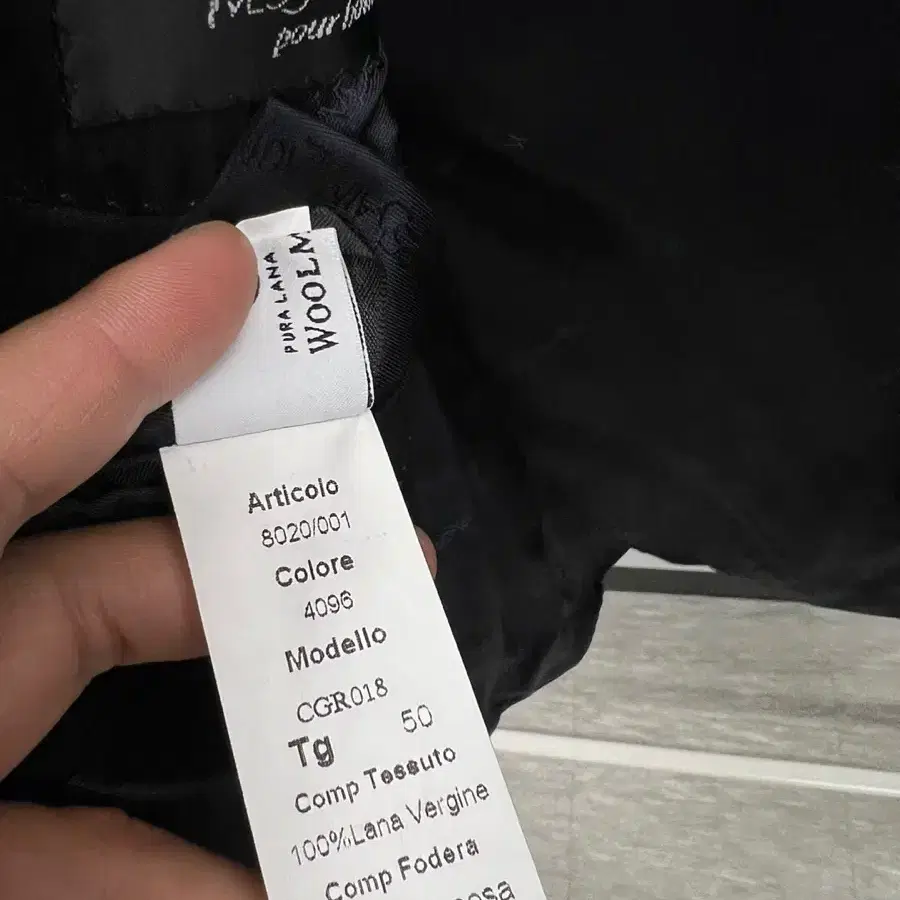 pour
PURA LANA
WOOLM
Articolo
8020/001
Colore
4096
Modello
CGR018
Tg 50
Comp Tessuto
100%Lana Vergine
Comp Fodera